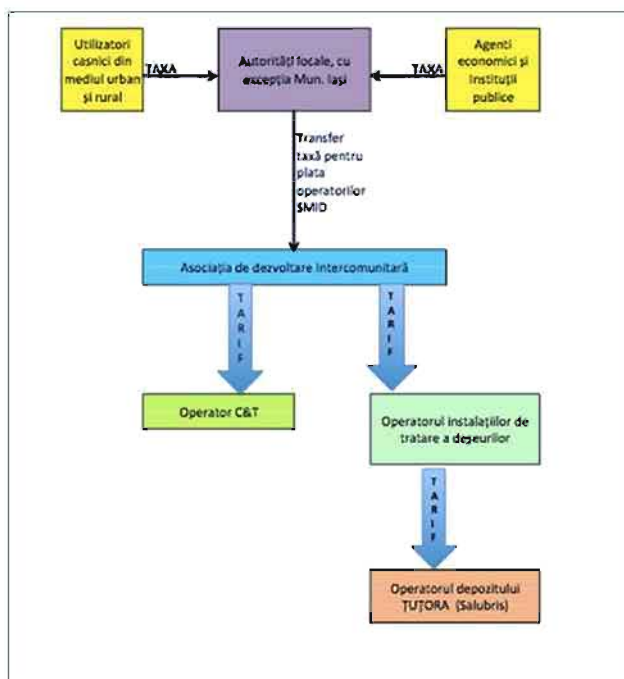 Utilizatori
casnici din
mediul urban
și rural
TAXA
Autorități locale, cu
excepția Mun. Iași
TAXA
Agenti
economici și
Instituții
publice
Transfer
taxă pentru
plata
operatorilor
SMID
Asociația de dezvoltare Intercomunitară
TARIF
TARIF
Operator C&T
Operatorul instalațiilor de
tratare a deșeurilor
TARIF
Operatorul depozitului
ȚUȚORA (Salubris)